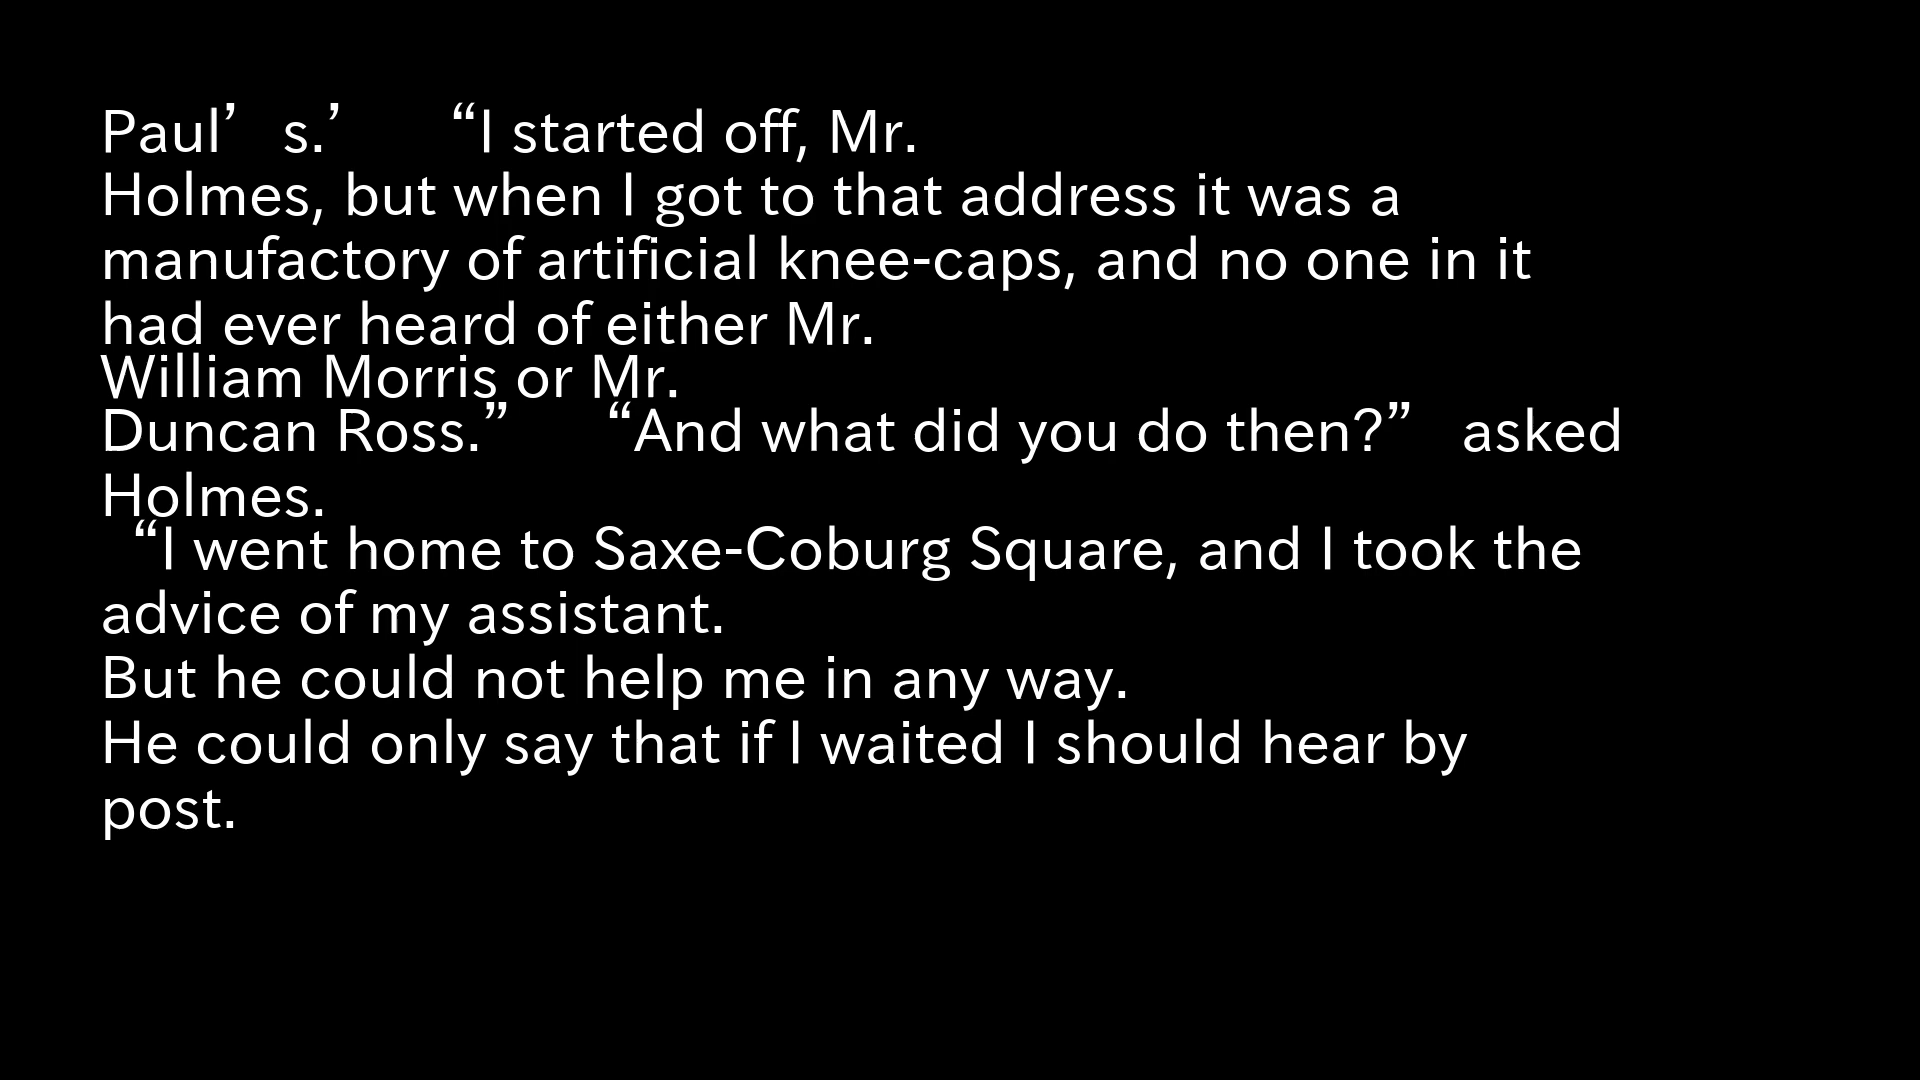 Paul’s.’ “I started off, Mr.
Holmes, but when I got to that address it was a
manufactory of artificial knee-caps, and no one in it
had ever heard of either Mr.
William Morris or Mr.
Duncan Ross.” “And what did you do then?” asked
Holmes.
“I went home to Saxe-Coburg Square, and I took the
advice of my assistant.
But he could not help me in any way.
He could only say that if I waited I should hear by
post.